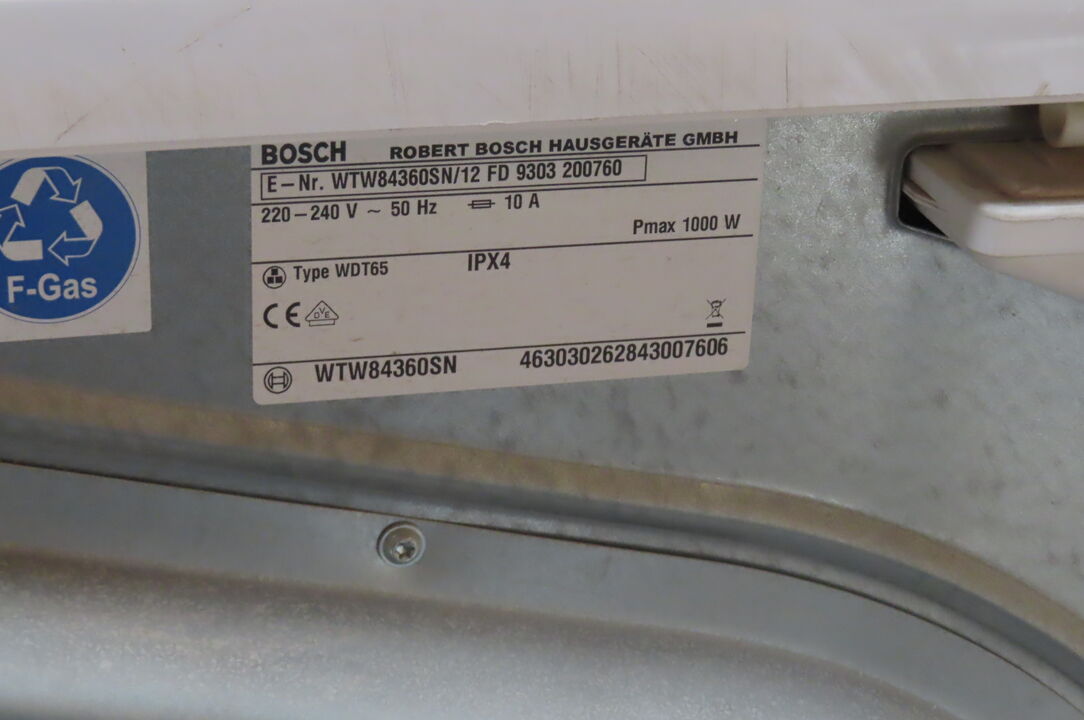 BOSCH ROBERT BOSCH HAUSGERÄTE GMBH
E-Nr. WTW84360SN/12 FD 9303 200760
220-240 V ~ 50 Hz 10 A
Pmax 1000 W
Type WDT65 IPX4
CE DVE
WTW84360SN 463030262843007606
F-Gas